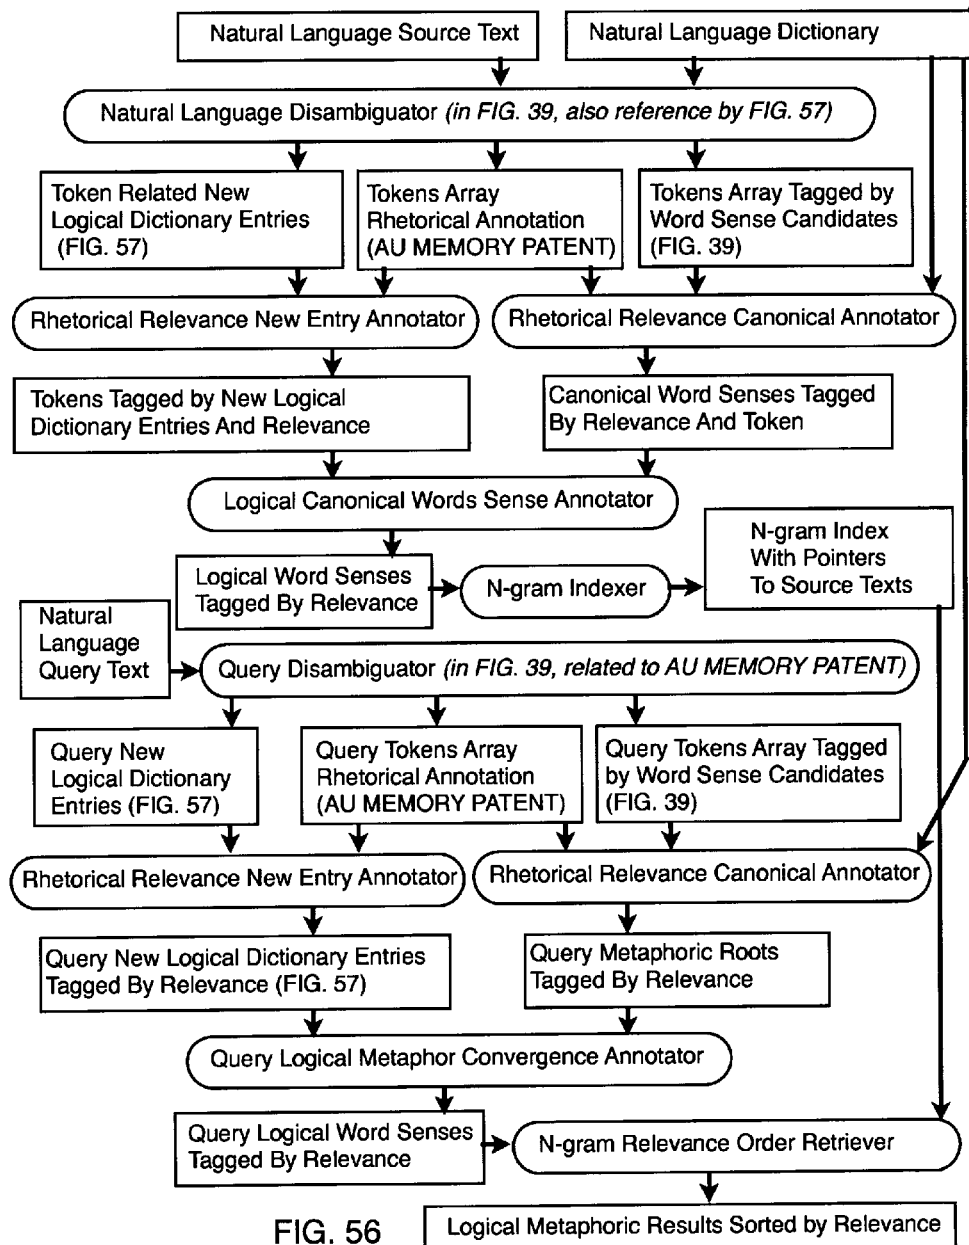 Natural Language Source Text
Natural Language Dictionary
Natural Language Disambiguator (in FIG. 39, also reference by FIG. 57)
Token Related New
Logical Dictionary
Entries
(FIG. 57)
Tokens Array
Rhetorical Annotation
(AU MEMORY PATENT)
Tokens Array Tagged by
Word Sense Candidates
(FIG. 39)
Rhetorical Relevance New Entry Annotator
Rhetorical Relevance Canonical Annotator
Tokens Tagged by New Logical
Dictionary Entries And Relevance
Canonical Word Senses Tagged
By Relevance And Token
Logical Canonical Words Sense Annotator
Logical Word Senses
Tagged By Relevance
N-gram Indexer
N-gram Index
With Pointers
To Source Texts
Natural
Language
Query Text
Query Disambiguator (in FIG. 39, related to AU MEMORY PATENT)
Query New
Logical Dictionary
Entries (FIG. 57)
Query Tokens Array
Rhetorical Annotation
(AU MEMORY PATENT)
Query Tokens Array Tagged
by Word Sense Candidates
(FIG. 39)
Rhetorical Relevance New Entry Annotator
Rhetorical Relevance Canonical Annotator
Query New Logical Dictionary Entries
Tagged By Relevance (FIG. 57)
Query Metaphoric Roots
Tagged By Relevance
Query Logical Metaphor Convergence Annotator
Query Logical Word Senses
Tagged By Relevance
N-gram Relevance Order Retriever
Logical Metaphoric Results Sorted by Relevance
FIG. 56